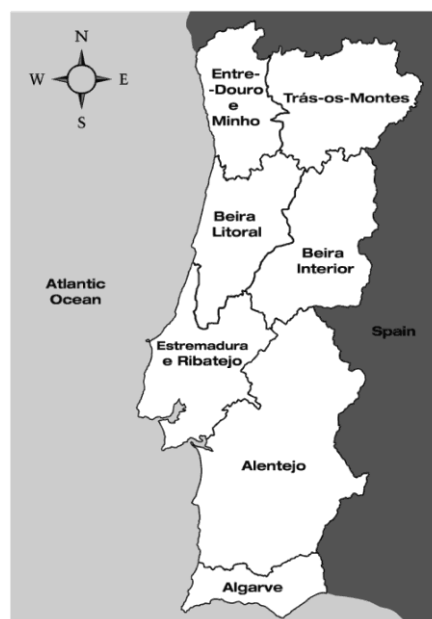 N
W
E
S
Entre-
-Douro
e
Minho
Trás-os-Montes
Beira
Litoral
Beira
Interior
Atlantic
Ocean
Spain
Estremadura
e Ribatejo
Alentejo
Algarve